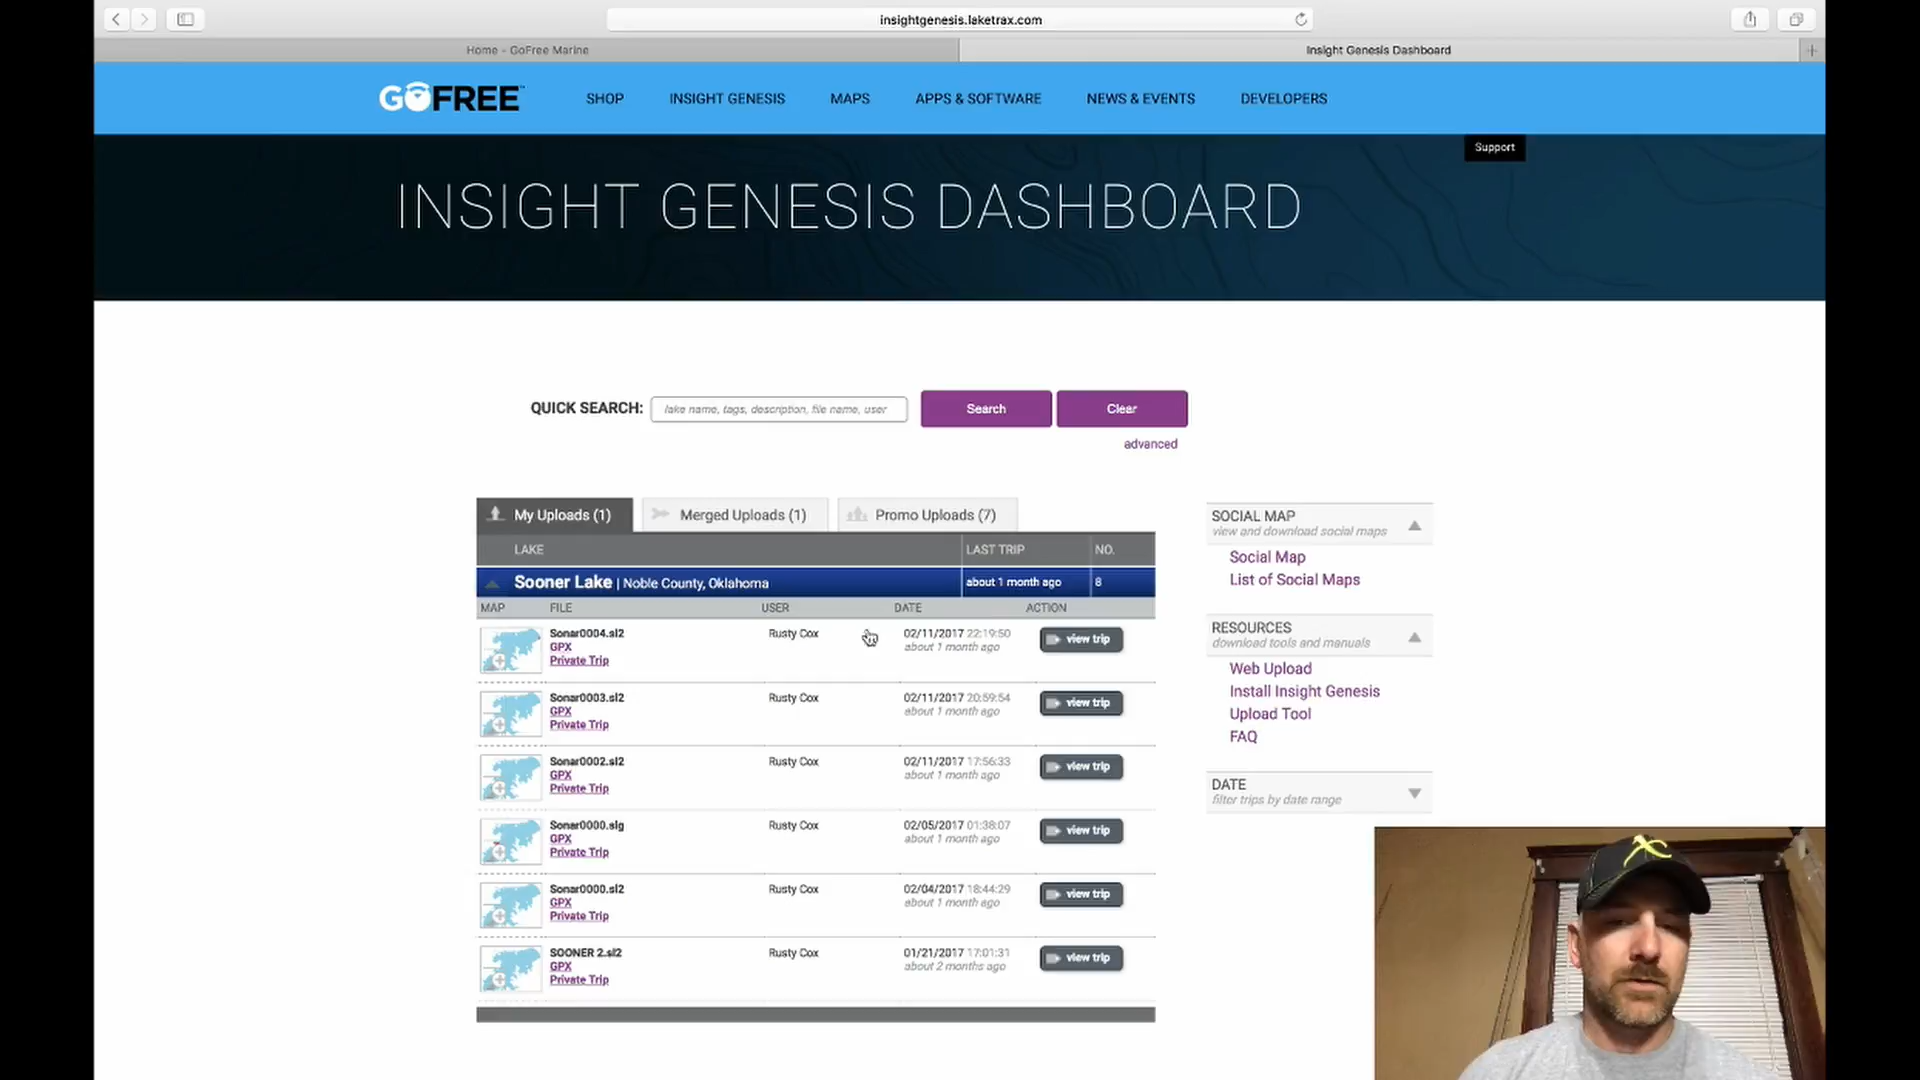 insightgenesis.laketrax.com
Home - GoFree Marine
Insight Genesis Dashboard
GOFREE
SHOP
INSIGHT GENESIS
MAPS
APPS & SOFTWARE
NEWS & EVENTS
DEVELOPERS
Support
INSIGHT GENESIS DASHBOARD
QUICK SEARCH:
lake name, tags, description, file name, user
Search
Clear
advanced
My Uploads (1)
Merged Uploads (1)
Promo Uploads (7)
LAKE
LAST TRIP
NO.
Sooner Lake | Noble County, Oklahoma
about 1 month ago
8
MAP
FILE
USER
DATE
ACTION
Sonar0004.sl2
GPX
Private Trip
Rusty Cox
02/11/2017 22:19:50
about 1 month ago
view trip
Sonar0003.sl2
GPX
Private Trip
Rusty Cox
02/11/2017 20:59:54
about 1 month ago
view trip
Sonar0002.sl2
GPX
Private Trip
Rusty Cox
02/11/2017 17:56:33
about 1 month ago
view trip
Sonar0000.slg
GPX
Private Trip
Rusty Cox
02/05/2017 01:38:07
about 1 month ago
view trip
Sonar0000.sl2
GPX
Private Trip
Rusty Cox
02/04/2017 18:44:29
about 1 month ago
view trip
SOONER 2.sl2
GPX
Private Trip
Rusty Cox
01/21/2017 17:01:31
about 2 months ago
view trip
SOCIAL MAP
view and download social maps
Social Map
List of Social Maps
RESOURCES
download tools and manuals
Web Upload
Install Insight Genesis
Upload Tool
FAQ
DATE
filter trips by date range